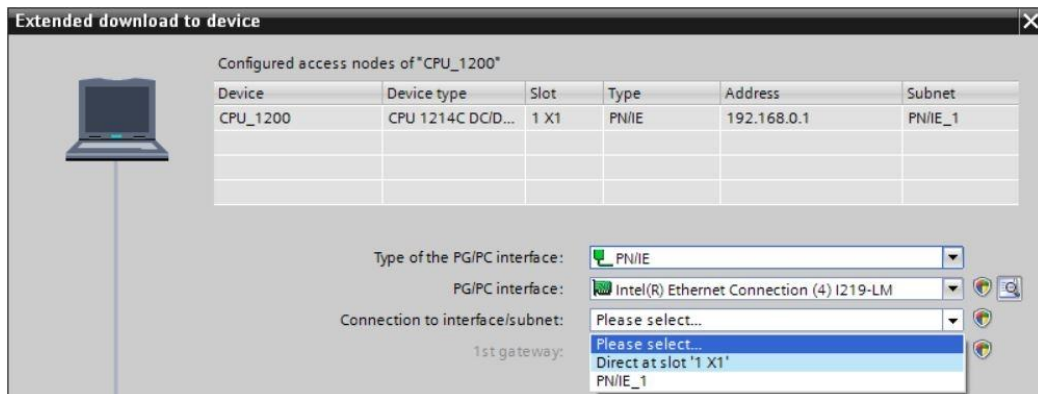 Extended download to device
Configured access nodes of "CPU_1200"
Device Device type Slot Type Address Subnet
CPU_1200 CPU 1214C DC/D... 1 X1 PN/IE 192.168.0.1 PN/IE_1
Type of the PG/PC interface: PN/IE
PG/PC interface: Intel(R) Ethernet Connection (4) I219-LM
Connection to interface/subnet: Please select...
1st gateway: Please select...
Direct at slot '1 X1'
PN/IE_1